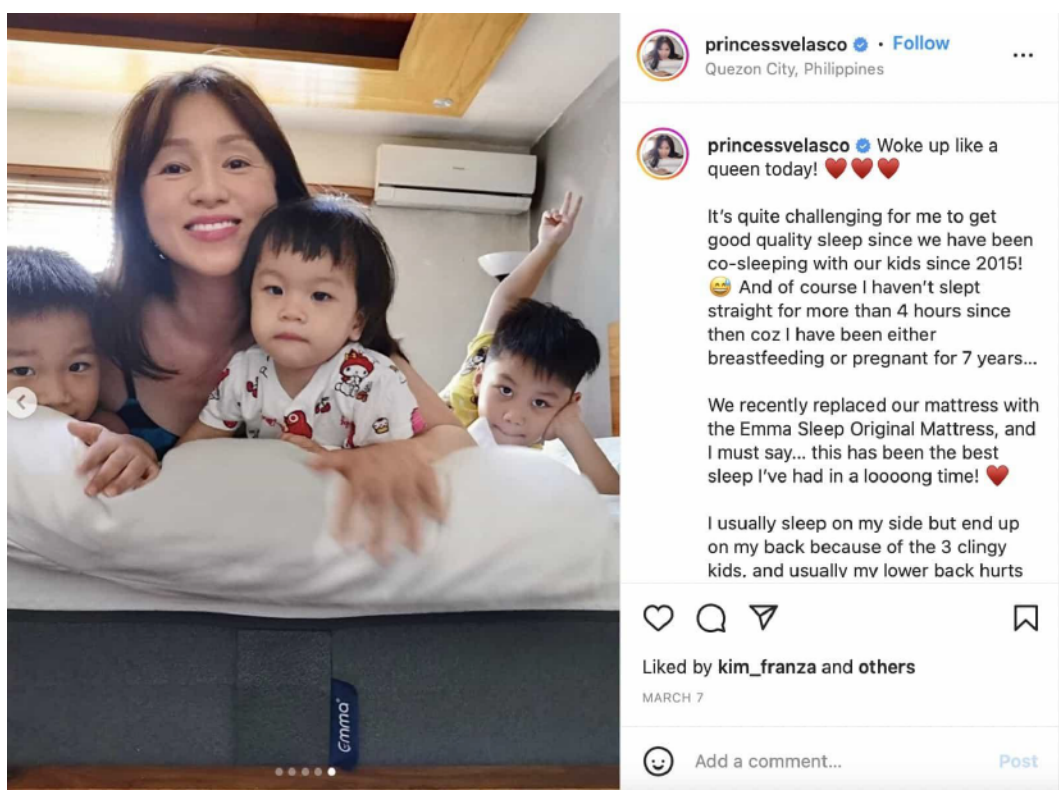 princessvelasco • Follow
Quezon City, Philippines
princessvelasco Woke up like a
queen today! ♥️♥️♥️
It's quite challenging for me to get
good quality sleep since we have been
co-sleeping with our kids since 2015!
😅 And of course I haven't slept
straight for more than 4 hours since
then coz I have been either
breastfeeding or pregnant for 7 years...
We recently replaced our mattress with
the Emma Sleep Original Mattress, and
I must say... this has been the best
sleep I've had in a loooong time! ♥️
I usually sleep on my side but end up
on my back because of the 3 clingy
kids, and usually my lower back hurts
Liked by kim_franza and others
MARCH 7
Add a comment... Post
emma